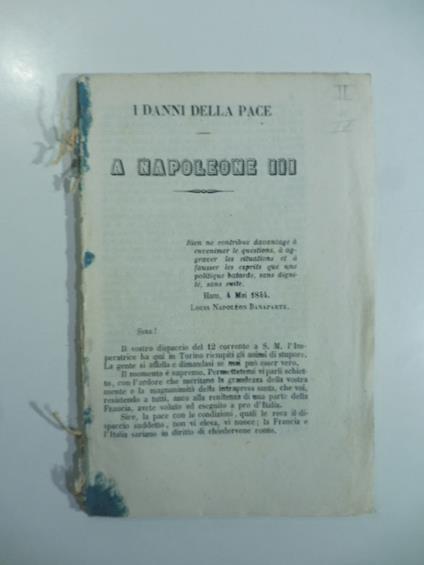 II
IV
I DANNI DELLA PACE
A NAPOLEONE III
Rien ne contribue davantage à
envenimer le questions, à ag-
graver les situations et à
fausser les esprits que une
politique batarde, sans digni-
té, sans suite.
Ham, 4 Mai 1844.
LOUIS NAPOLÉON BANAPARTE.
SIRE!
Il vostro dispaccio del 12 corrente a S. M. l'Im-
peratrice ha qui in Torino riempiti gli animi di stupore.
La gente si affolla e dimandasi se mai può esser vero.
Il momento è supremo. Permettetemi vi parli schiet-
to, con l'ardore che meritano la grandezza della vostra
mente e la magnanimità della intrapresa santa, che voi,
resistendo a tutti, anco alla renitenza di una parte della
Francia, avete voluto ed eseguito a pro d'Italia.
Sire, la pace con le condizioni, quali le reca il di-
spaccio suddetto, non vi eleva, vi nuoce; la Francia e
l'Italia sariano in diritto di chiedervene conto.